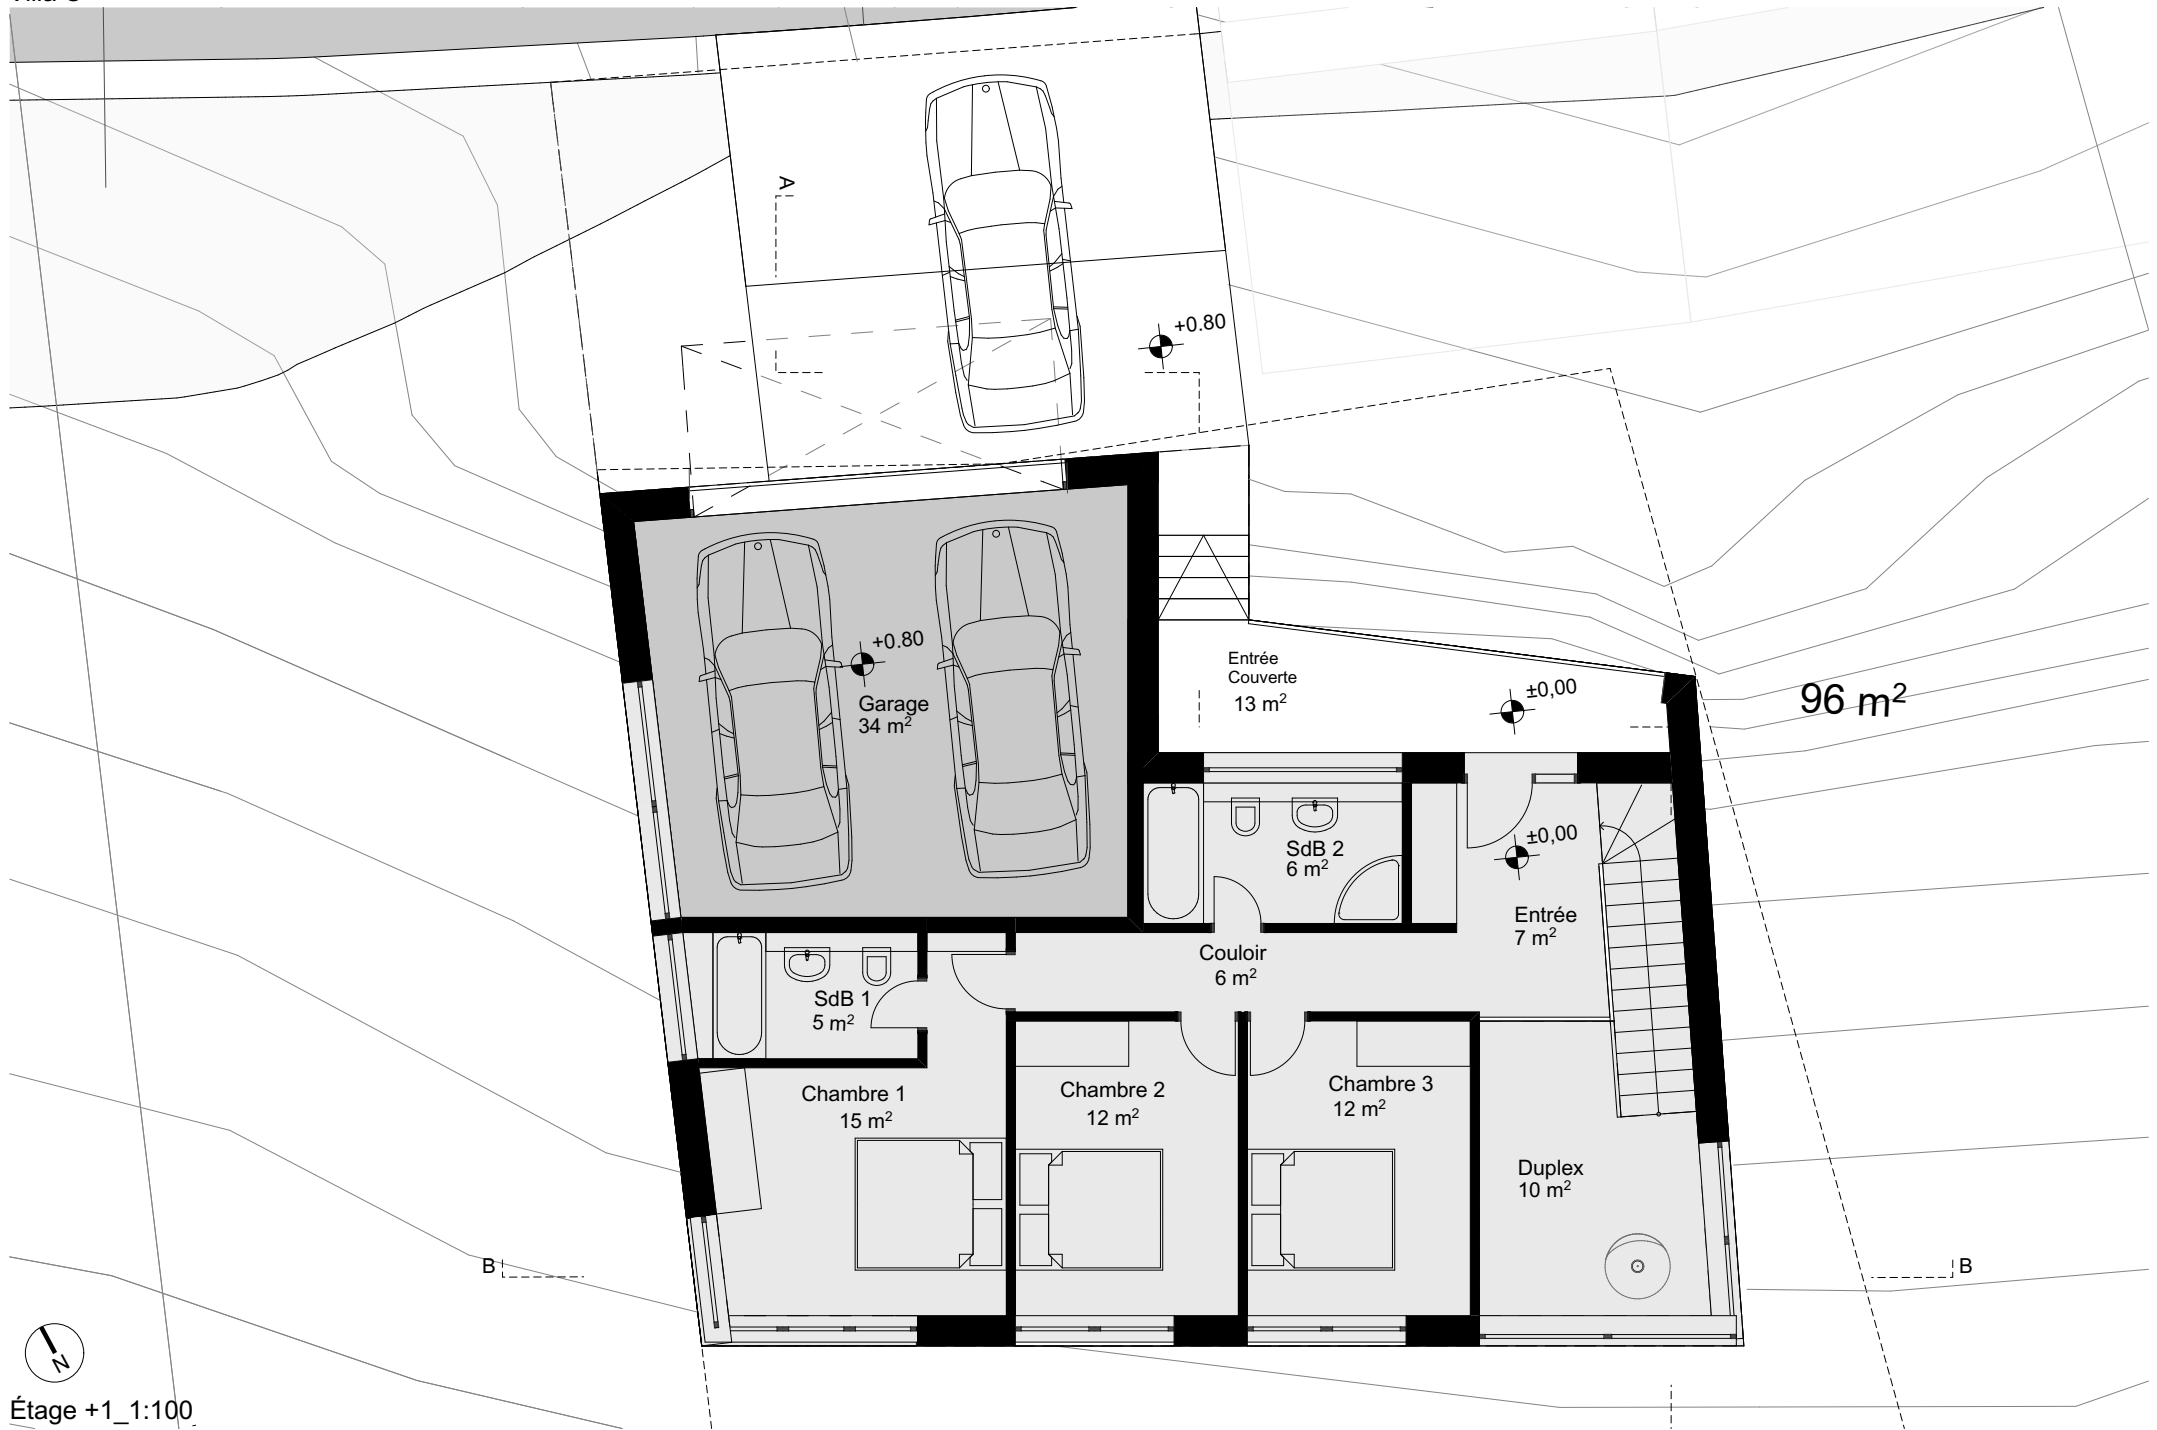 A
+0.80
+0.80
Garage
34 m²
Entrée
Couverte
13 m²
±0,00
96 m²
SdB 2
6 m²
±0,00
Entrée
7 m²
Couloir
6 m²
SdB 1
5 m²
Chambre 1
15 m²
Chambre 2
12 m²
Chambre 3
12 m²
Duplex
10 m²
B
B
N
Étage +1_1:100